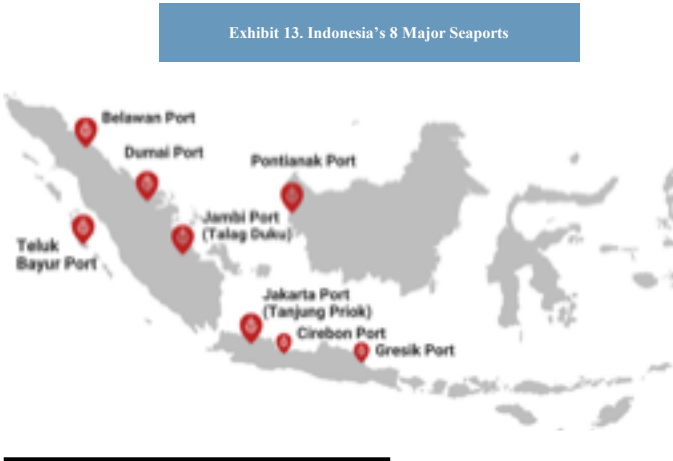 Exhibit 13. Indonesia's 8 Major Seaports
Belawan Port
Dumai Port
Pontianak Port
Jambi Port
(Talag Duku)
Teluk
Bayur Port
Jakarta Port
(Tanjung Priok)
Cirebon Port
Gresik Port